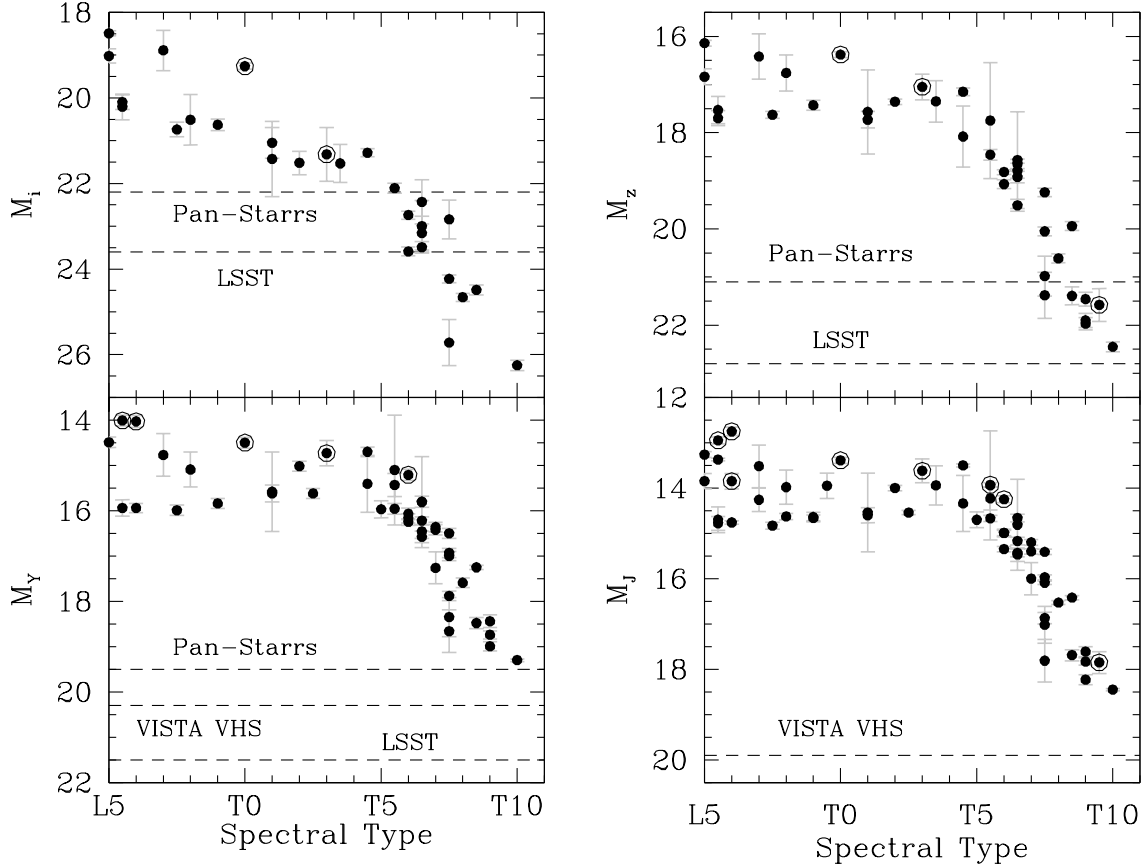 18
20
22
24
26
M_i
Pan-Starrs
LSST
16
18
20
22
M_z
Pan-Starrs
LSST
14
16
18
20
22
M_Y
Pan-Starrs
VISTA VHS
LSST
L5
T0
T5
T10
Spectral Type
12
14
16
18
20
M_J
VISTA VHS
L5
T0
T5
T10
Spectral Type